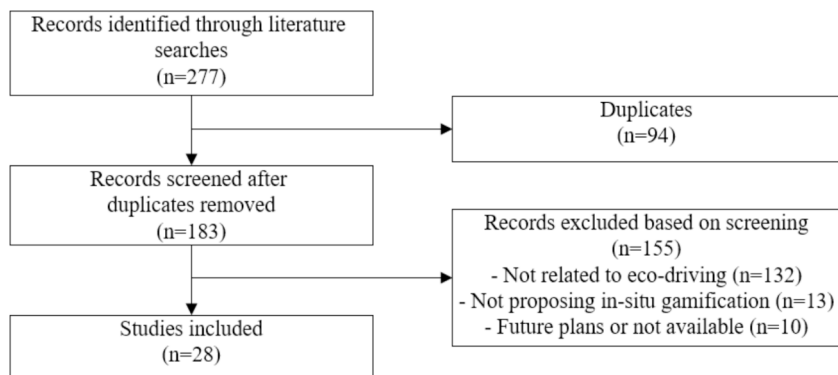 Records identified through literature
searches
(n=277)
Duplicates
(n=94)
Records screened after
duplicates removed
(n=183)
Records excluded based on screening
(n=155)
- Not related to eco-driving (n=132)
- Not proposing in-situ gamification (n=13)
- Future plans or not available (n=10)
Studies included
(n=28)